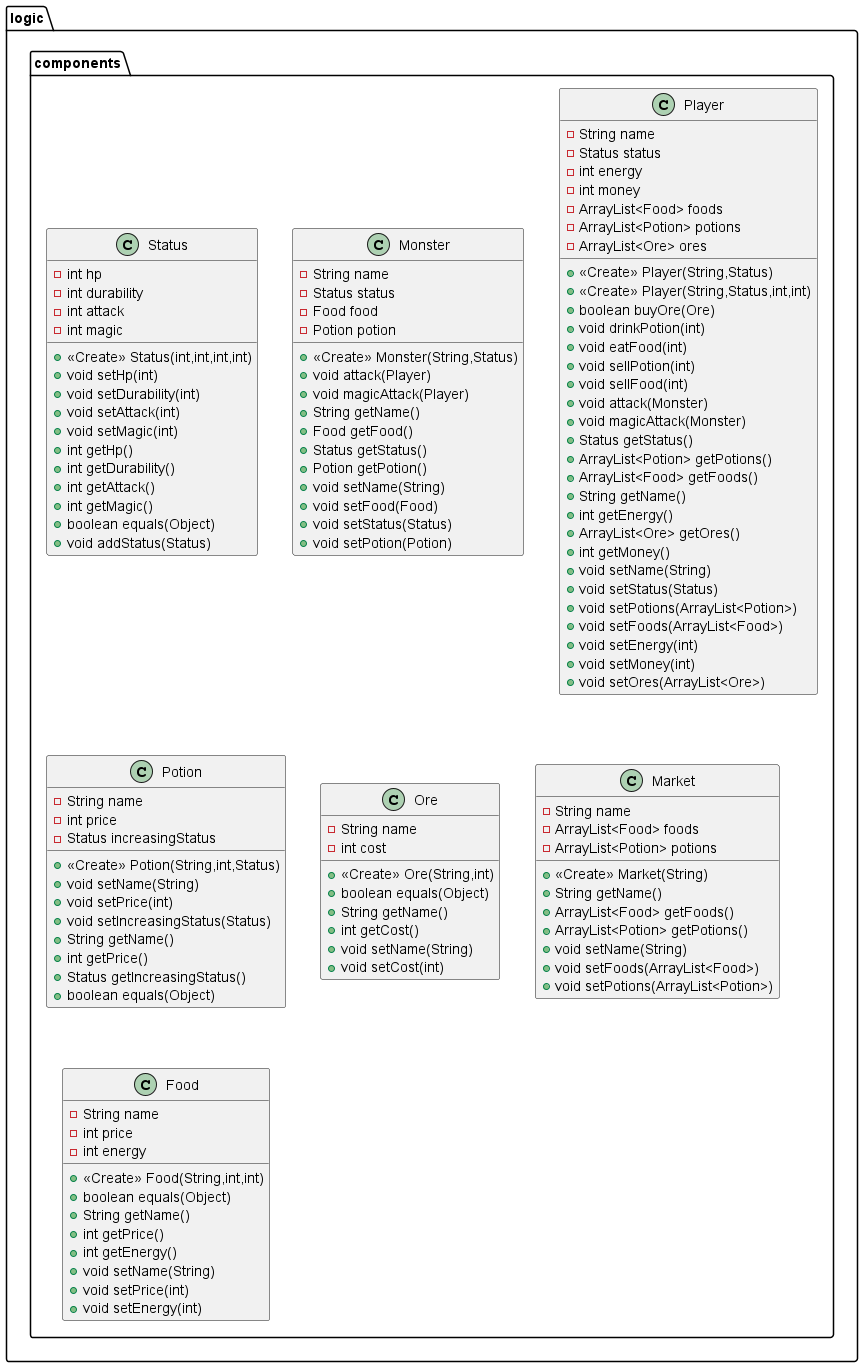 logic
components
C Player
String name
Status status
int energy
int money
ArrayList<Food> foods
ArrayList<Potion> potions
ArrayList<Ore> ores
«Create» Player(String,Status)
«Create» Player(String,Status,int,int)
boolean buyOre(Ore)
void drinkPotion(int)
void eatFood(int)
void sellPotion(int)
void sellFood(int)
void attack(Monster)
void magicAttack(Monster)
Status getStatus()
ArrayList<Potion> getPotions()
ArrayList<Food> getFoods()
String getName()
int getEnergy()
ArrayList<Ore> getOres()
int getMoney()
void setName(String)
void setStatus(Status)
void setPotions(ArrayList<Potion>)
void setFoods(ArrayList<Food>)
void setEnergy(int)
void setMoney(int)
void setOres(ArrayList<Ore>)
C Status
int hp
int durability
int attack
int magic
«Create» Status(int,int,int,int)
void setHp(int)
void setDurability(int)
void setAttack(int)
void setMagic(int)
int getHp()
int getDurability()
int getAttack()
int getMagic()
boolean equals(Object)
void addStatus(Status)
C Monster
String name
Status status
Food food
Potion potion
«Create» Monster(String,Status)
void attack(Player)
void magicAttack(Player)
String getName()
Food getFood()
Status getStatus()
Potion getPotion()
void setName(String)
void setFood(Food)
void setStatus(Status)
void setPotion(Potion)
C Potion
String name
int price
Status increasingStatus
«Create» Potion(String,int,Status)
void setName(String)
void setPrice(int)
void setIncreasingStatus(Status)
String getName()
int getPrice()
Status getIncreasingStatus()
boolean equals(Object)
C Ore
String name
int cost
«Create» Ore(String,int)
boolean equals(Object)
String getName()
int getCost()
void setName(String)
void setCost(int)
C Market
String name
ArrayList<Food> foods
ArrayList<Potion> potions
«Create» Market(String)
String getName()
ArrayList<Food> getFoods()
ArrayList<Potion> getPotions()
void setName(String)
void setFoods(ArrayList<Food>)
void setPotions(ArrayList<Potion>)
C Food
String name
int price
int energy
«Create» Food(String,int,int)
boolean equals(Object)
String getName()
int getPrice()
int getEnergy()
void setName(String)
void setPrice(int)
void setEnergy(int)